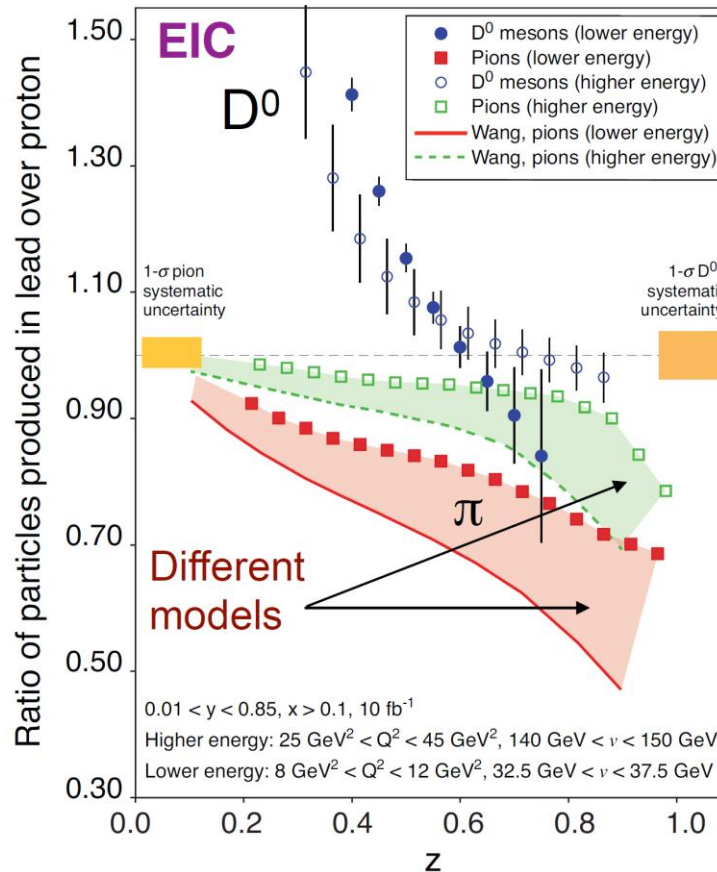 Ratio of particles produced in lead over proton
1.50
1.30
1.10
0.90
0.70
0.50
0.30
EIC
D⁰
D⁰ mesons (lower energy)
Pions (lower energy)
D⁰ mesons (higher energy)
Pions (higher energy)
Wang, pions (lower energy)
Wang, pions (higher energy)
1-σ pion
systematic
uncertainty
1-σ D⁰
systematic
uncertainty
π
Different
models
0.01 < y < 0.85, x > 0.1, 10 fb⁻¹
Higher energy: 25 GeV² < Q² < 45 GeV², 140 GeV < ν < 150 GeV
Lower energy: 8 GeV² < Q² < 12 GeV², 32.5 GeV < ν < 37.5 GeV
0.0
0.2
0.4
0.6
0.8
1.0
z